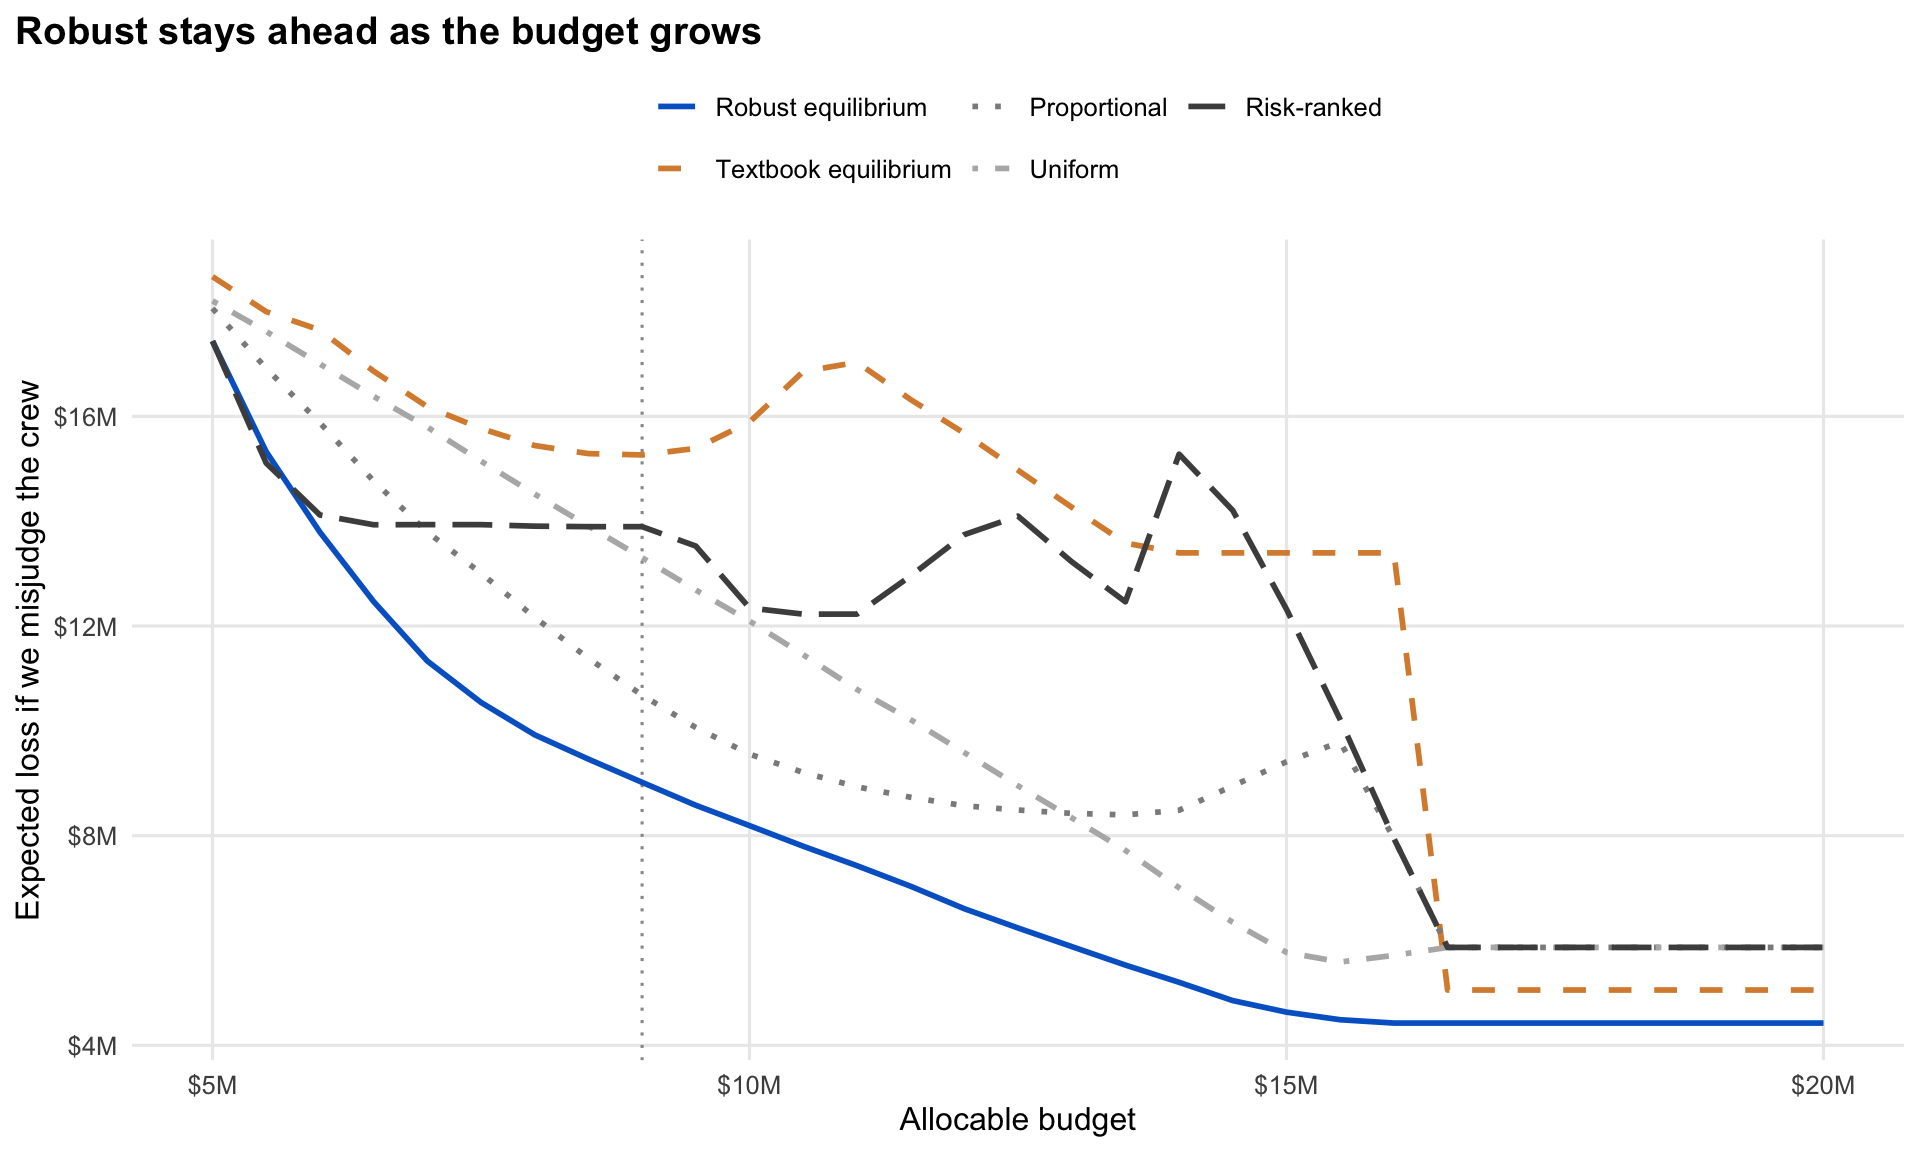 Robust stays ahead as the budget grows
Robust equilibrium
Proportional
Risk-ranked
Textbook equilibrium
Uniform
Expected loss if we misjudge the crew
$16M
$12M
$8M
$4M
$5M
$10M
$15M
$20M
Allocable budget